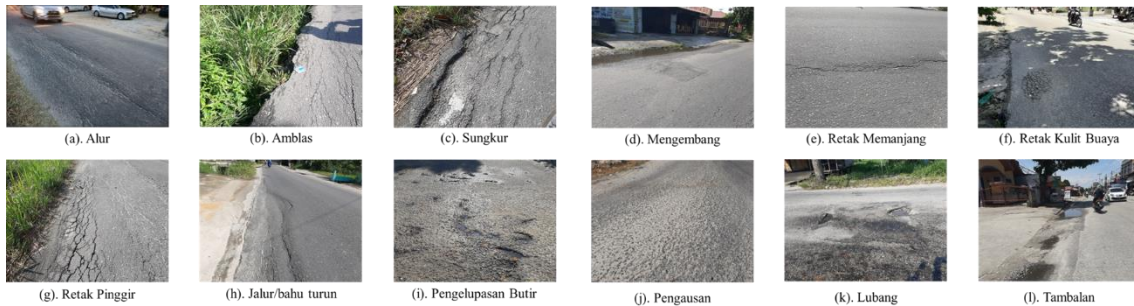 (a). Alur
(b). Amblas
(c). Sungkur
(d). Mengembang
(e). Retak Memanjang
(f). Retak Kulit Buaya
(g). Retak Pinggir
(h). Jalur/bahu turun
(i). Pengelupasan Butir
(j). Pengausan
(k). Lubang
(l). Tambalan